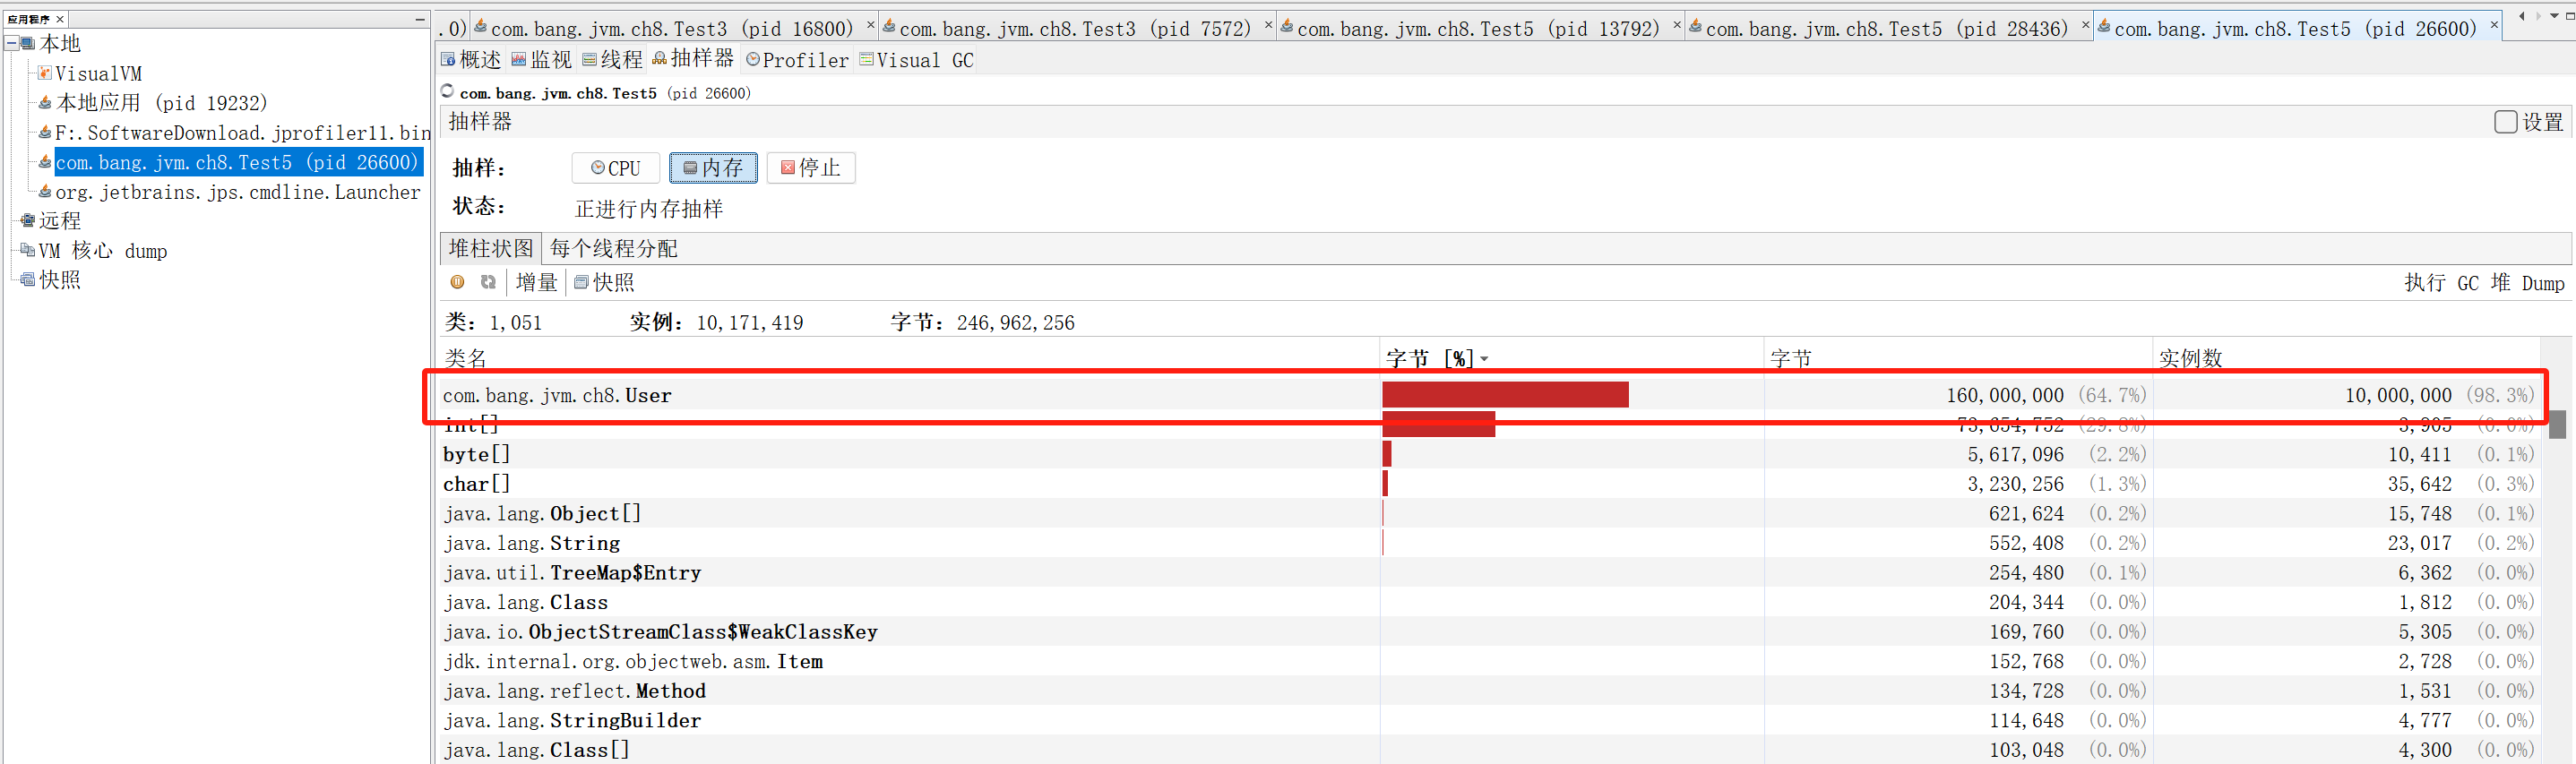 应用程序
本地
VisualVM
本地应用 (pid 19232)
F:.SoftwareDownload.jprofiler11.bin
com.bang.jvm.ch8.Test5 (pid 26600)
org.jetbrains.jps.cmdline.Launcher
远程
VM 核心 dump
快照
.0) com.bang.jvm.ch8.Test3 (pid 16800) com.bang.jvm.ch8.Test3 (pid 7572) com.bang.jvm.ch8.Test5 (pid 13792) com.bang.jvm.ch8.Test5 (pid 28436) com.bang.jvm.ch8.Test5 (pid 26600)
概述 监视 线程 抽样器 Profiler Visual GC
com.bang.jvm.ch8.Test5 (pid 26600)
抽样器 设置
抽样: CPU 内存 停止
状态: 正进行内存抽样
堆柱状图 每个线程分配
增量 快照 执行 GC 堆 Dump
类: 1,051 实例: 10,171,419 字节: 246,962,256
类名 字节 [%] 字节 实例数
com.bang.jvm.ch8.User 160,000,000 (64.7%) 10,000,000 (98.3%)
int[] 73,654,752 (29.8%) 3,905 (0.0%)
byte[] 5,617,096 (2.2%) 10,411 (0.1%)
char[] 3,230,256 (1.3%) 35,642 (0.3%)
java.lang.Object[] 621,624 (0.2%) 15,748 (0.1%)
java.lang.String 552,408 (0.2%) 23,017 (0.2%)
java.util.TreeMap$Entry 254,480 (0.1%) 6,362 (0.0%)
java.lang.Class 204,344 (0.0%) 1,812 (0.0%)
java.io.ObjectStreamClass$WeakClassKey 169,760 (0.0%) 5,305 (0.0%)
jdk.internal.org.objectweb.asm.Item 152,768 (0.0%) 2,728 (0.0%)
java.lang.reflect.Method 134,728 (0.0%) 1,531 (0.0%)
java.lang.StringBuilder 114,648 (0.0%) 4,777 (0.0%)
java.lang.Class[] 103,048 (0.0%) 4,300 (0.0%)